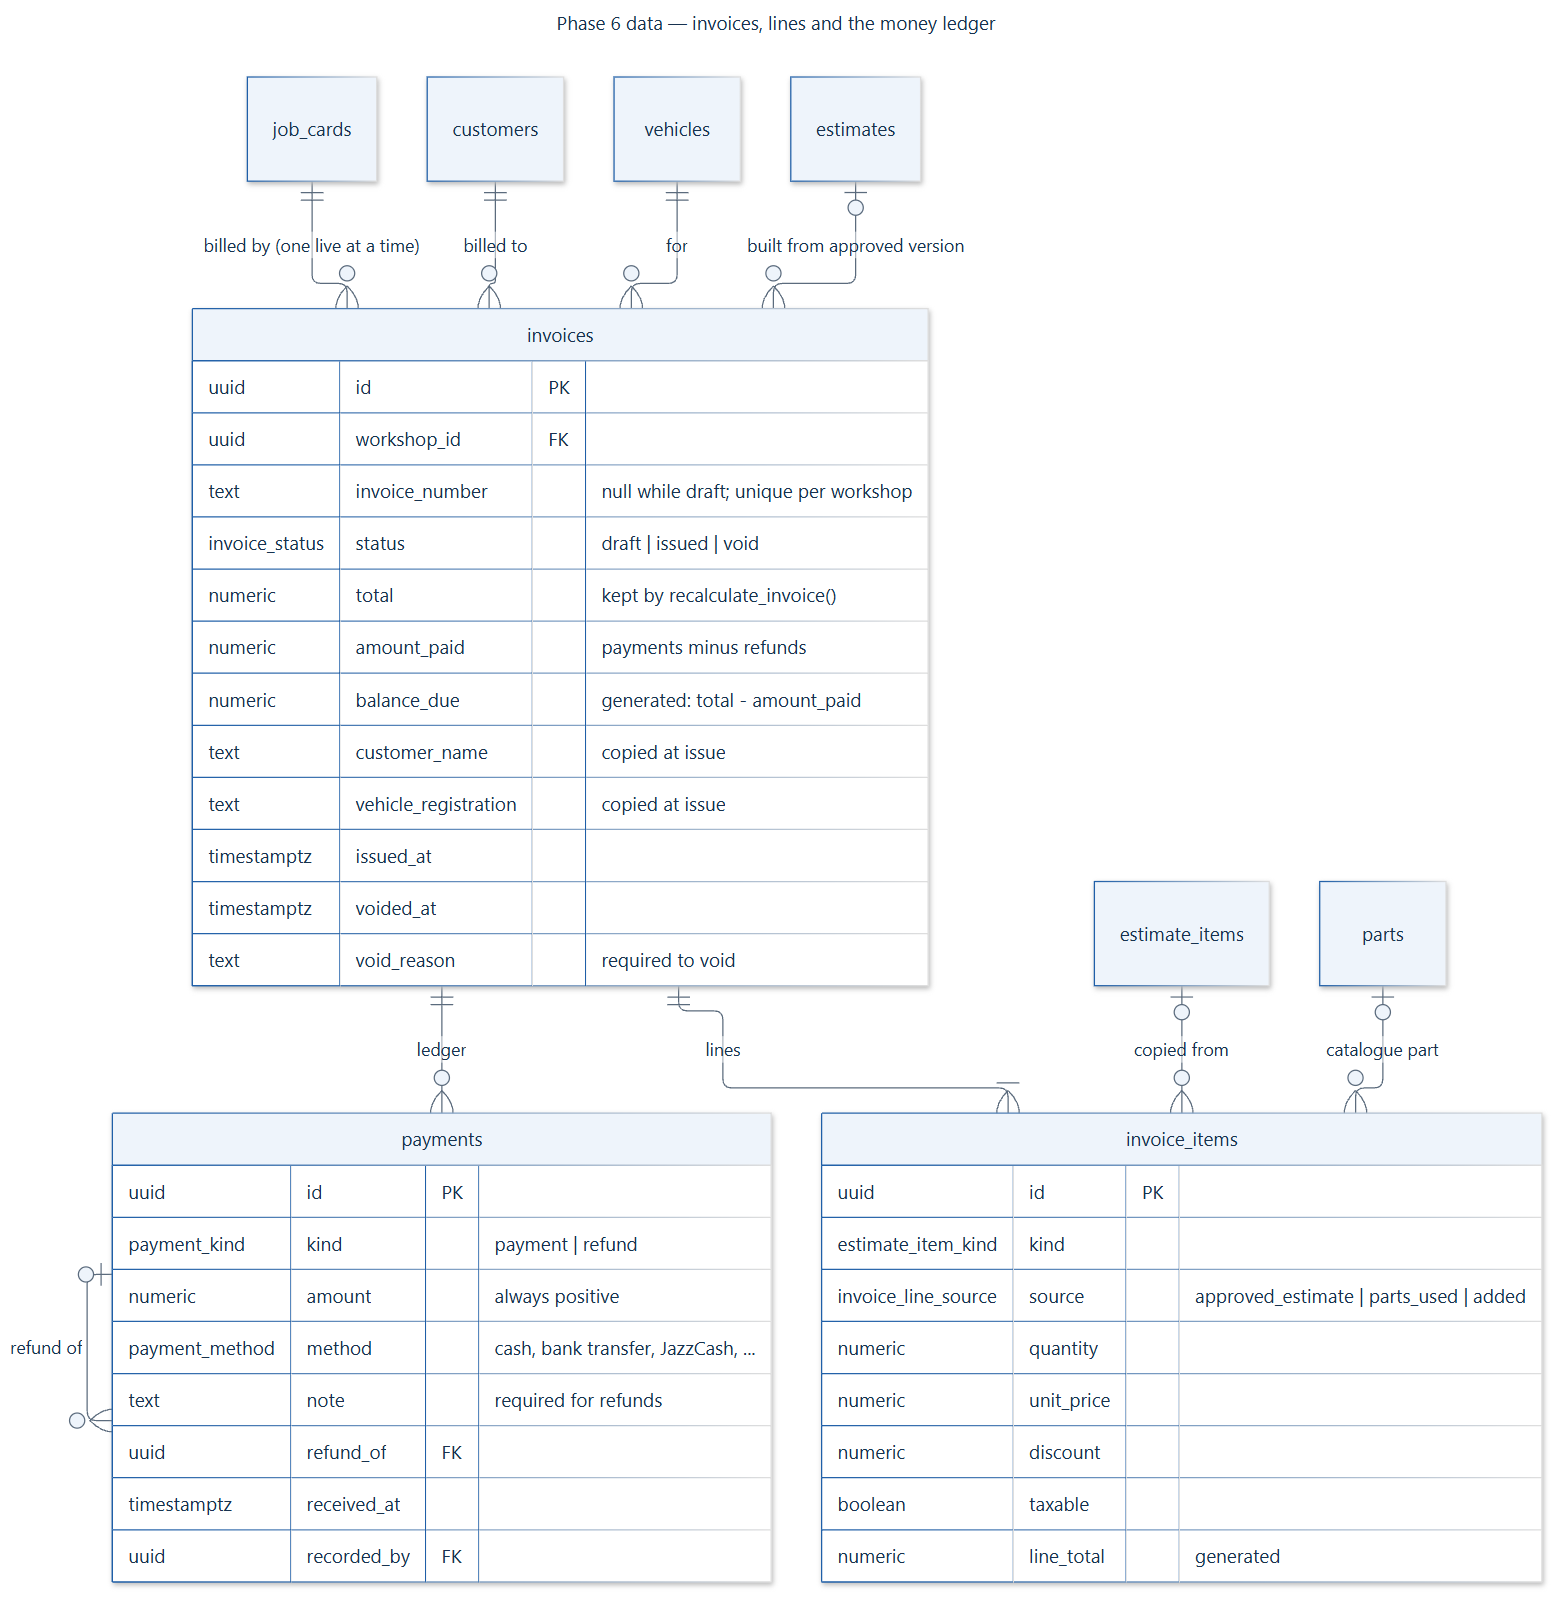 Phase 6 data — invoices, lines and the money ledger
job_cards
customers
vehicles
estimates
billed by (one live at a time)
billed to
for
built from approved version
invoices
uuid id PK
uuid workshop_id FK
text invoice_number null while draft; unique per workshop
invoice_status status draft | issued | void
numeric total kept by recalculate_invoice()
numeric amount_paid payments minus refunds
numeric balance_due generated: total - amount_paid
text customer_name copied at issue
text vehicle_registration copied at issue
timestamptz issued_at
timestamptz voided_at
text void_reason required to void
estimate_items
parts
ledger
lines
copied from
catalogue part
payments
uuid id PK
payment_kind kind payment | refund
numeric amount always positive
payment_method method cash, bank transfer, JazzCash, ...
text note required for refunds
uuid refund_of FK
timestamptz received_at
uuid recorded_by FK
refund of
invoice_items
uuid id PK
estimate_item_kind kind
invoice_line_source source approved_estimate | parts_used | added
numeric quantity
numeric unit_price
numeric discount
boolean taxable
numeric line_total generated